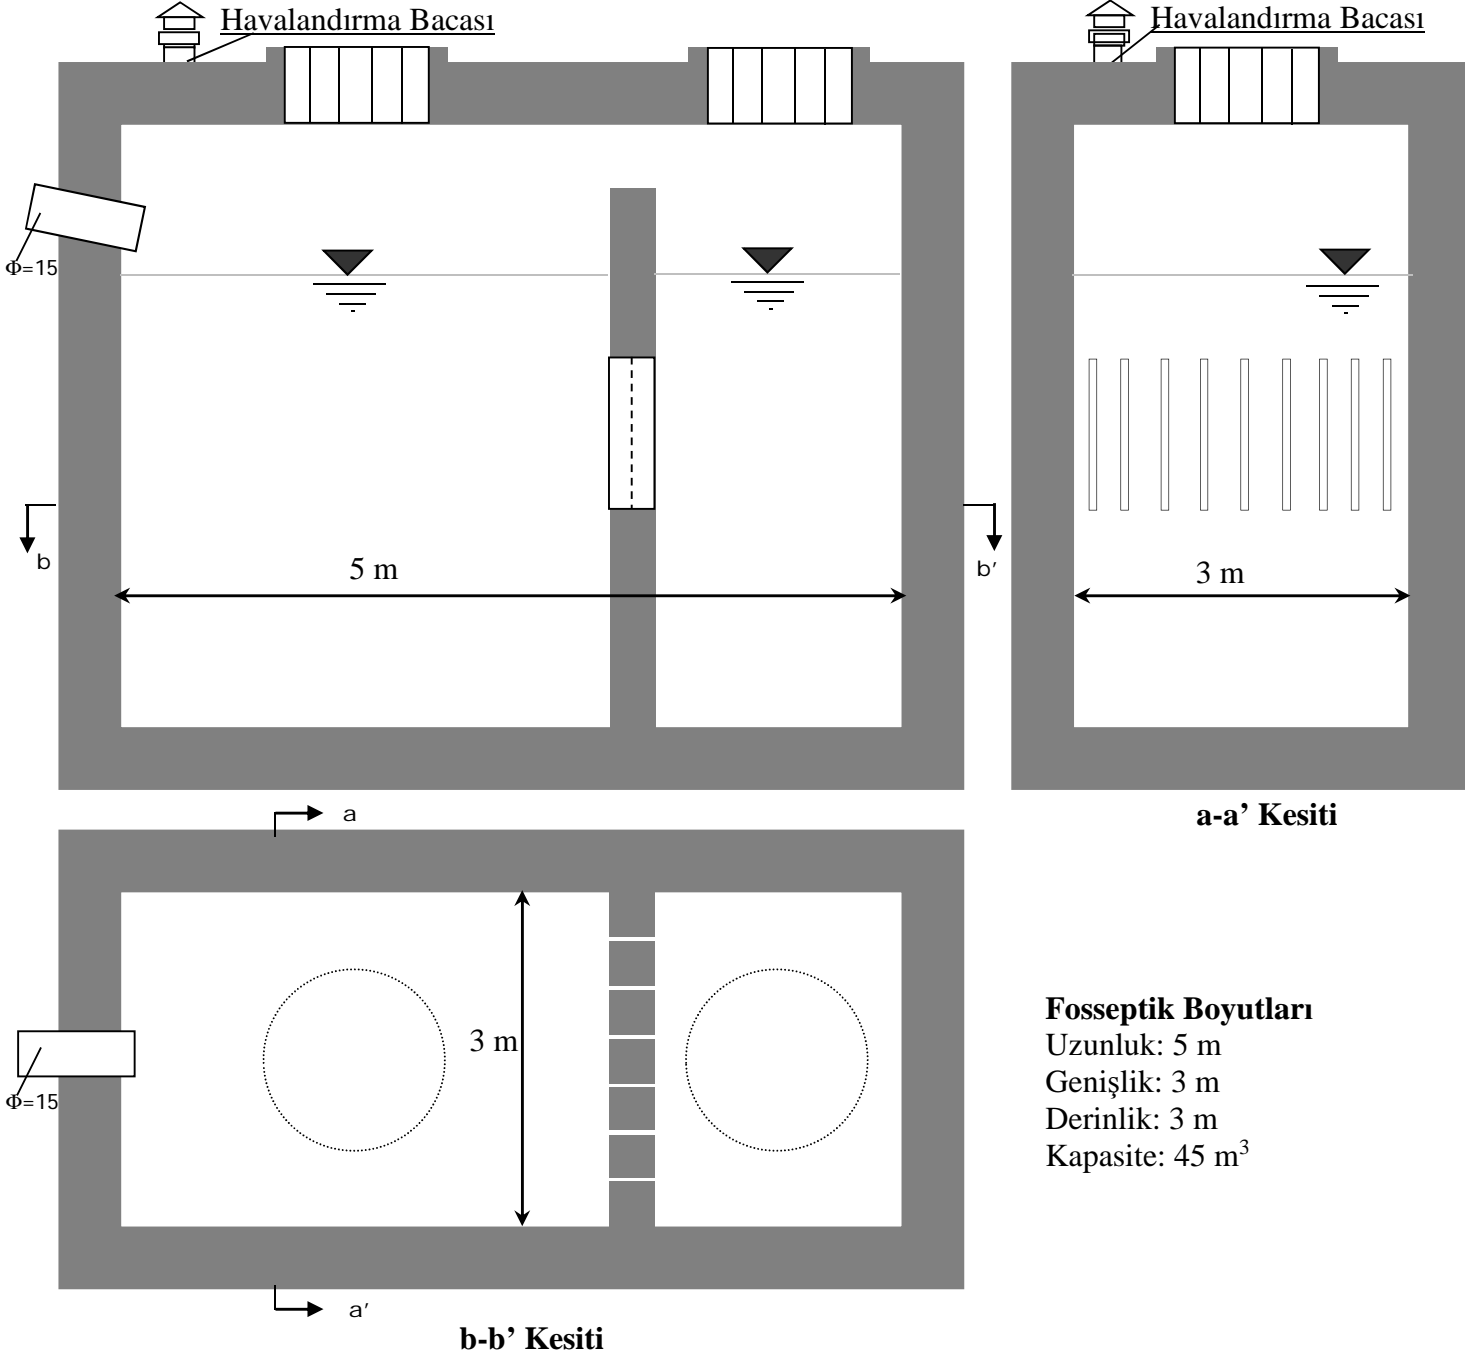 Havalandırma Bacası
Havalandırma Bacası
Φ=15
b
5 m
b’
3 m
a
a-a’ Kesiti
3 m
Φ=15
Fosseptik Boyutları
Uzunluk: 5 m
Genişlik: 3 m
Derinlik: 3 m
Kapasite: 45 m³
a’
b-b’ Kesiti